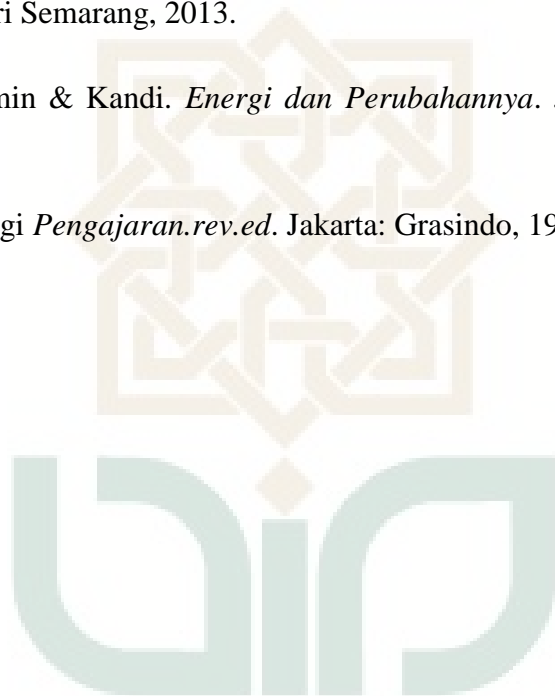 ri Semarang, 2013.
min & Kandi. Energi dan Perubahannya.
gi Pengajaran.rev.ed. Jakarta: Grasindo, 19